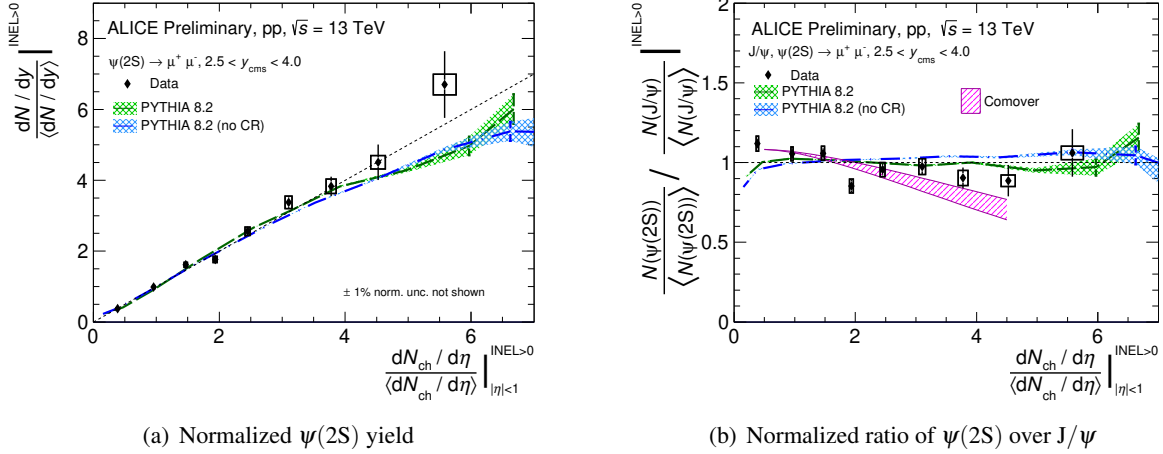 ALICE Preliminary, pp, √s = 13 TeV
ψ(2S) → μ⁺ μ⁻, 2.5 < y_cms < 4.0
Data
PYTHIA 8.2
PYTHIA 8.2 (no CR)
± 1% norm. unc. not shown
dN / dy
⟨dN / dy⟩
INEL>0
0
2
4
6
8
0
2
4
6
dN_ch / dη
⟨dN_ch / dη⟩
INEL>0
|η|<1
(a) Normalized ψ(2S) yield
ALICE Preliminary, pp, √s = 13 TeV
J/ψ, ψ(2S) → μ⁺ μ⁻, 2.5 < y_cms < 4.0
Data
PYTHIA 8.2
PYTHIA 8.2 (no CR)
Comover
N(ψ(2S))
⟨N(ψ(2S))⟩
/
N(J/ψ)
⟨N(J/ψ)⟩
INEL>0
0
0.5
1
1.5
2
0
2
4
6
dN_ch / dη
⟨dN_ch / dη⟩
INEL>0
|η|<1
(b) Normalized ratio of ψ(2S) over J/ψ